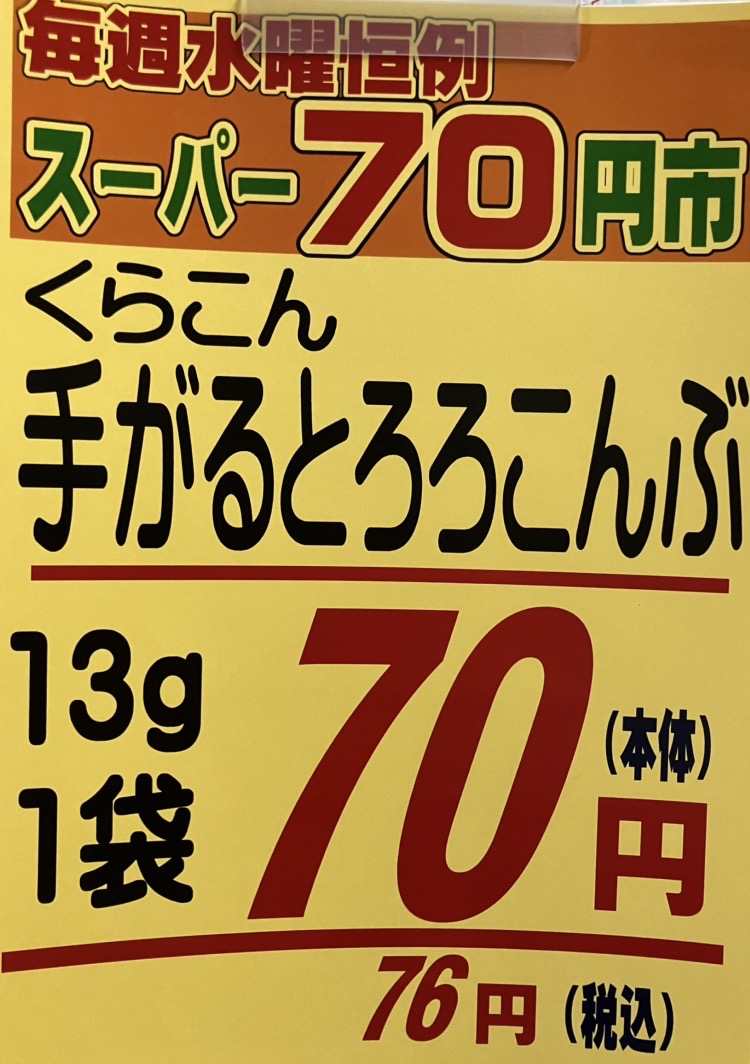 毎週水曜恒例
スーパー70円市
くらこん
手がるとろろこんぶ
13g
1袋
70円
(本体)
76円(税込)